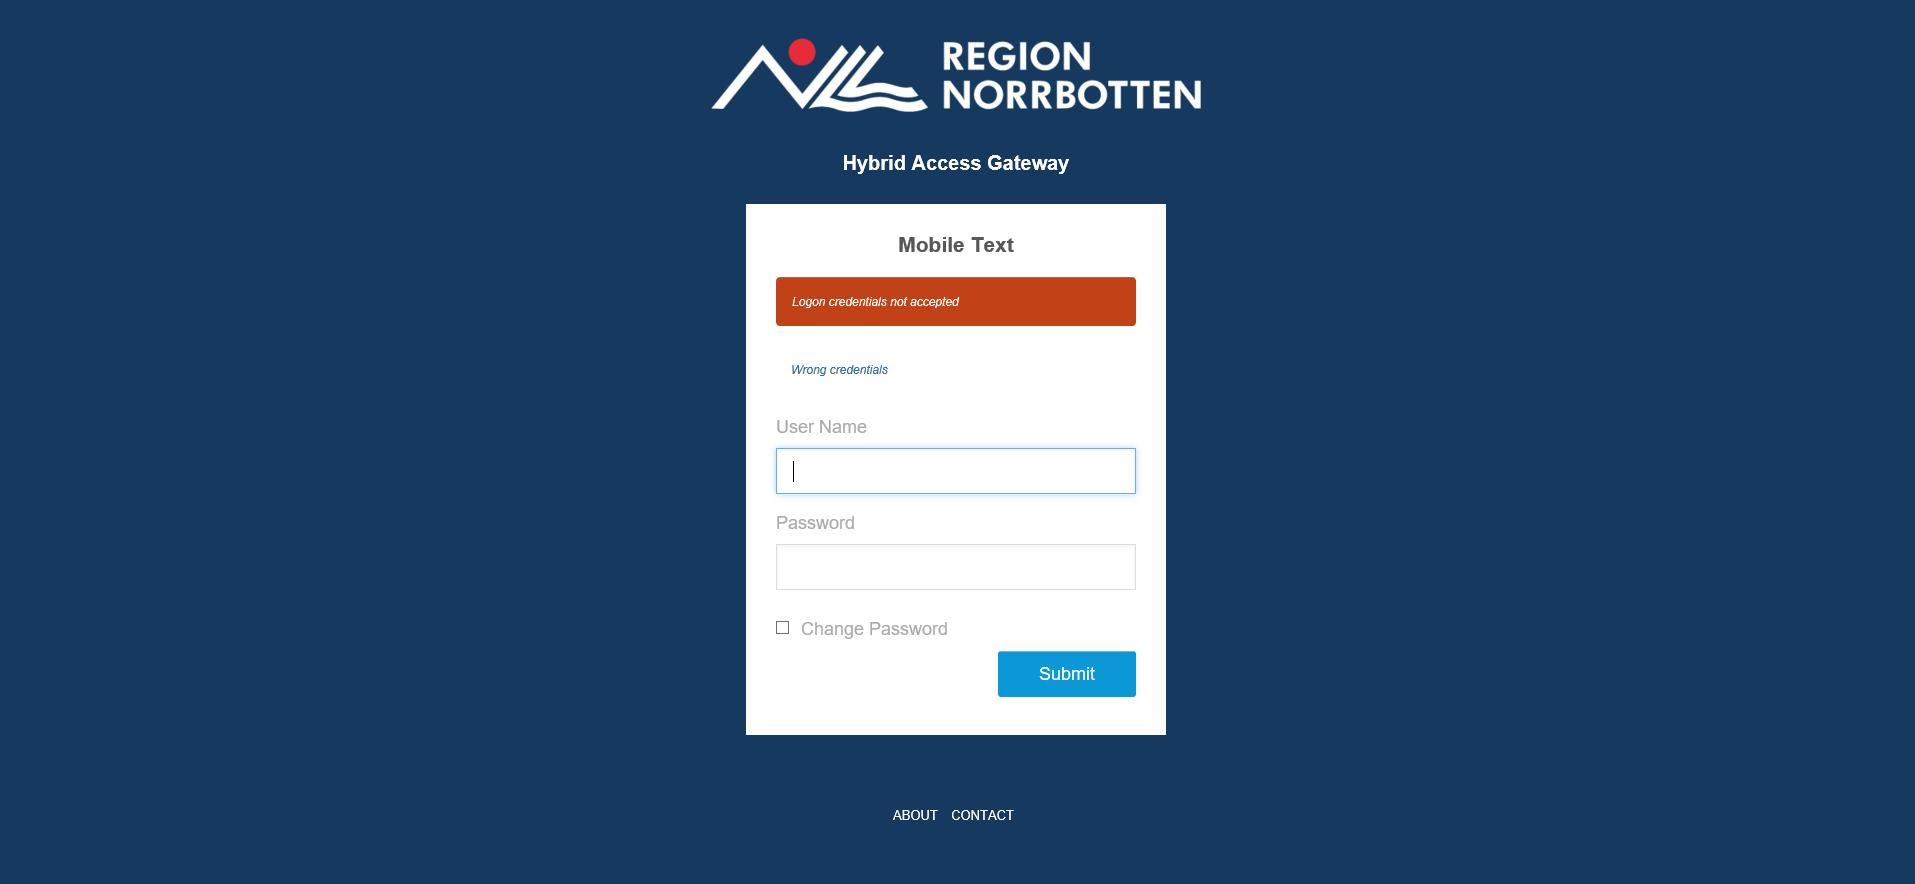 REGION
NORRBOTTEN
Hybrid Access Gateway
Mobile Text
Logon credentials not accepted
Wrong credentials
User Name
Password
Change Password
Submit
ABOUT CONTACT